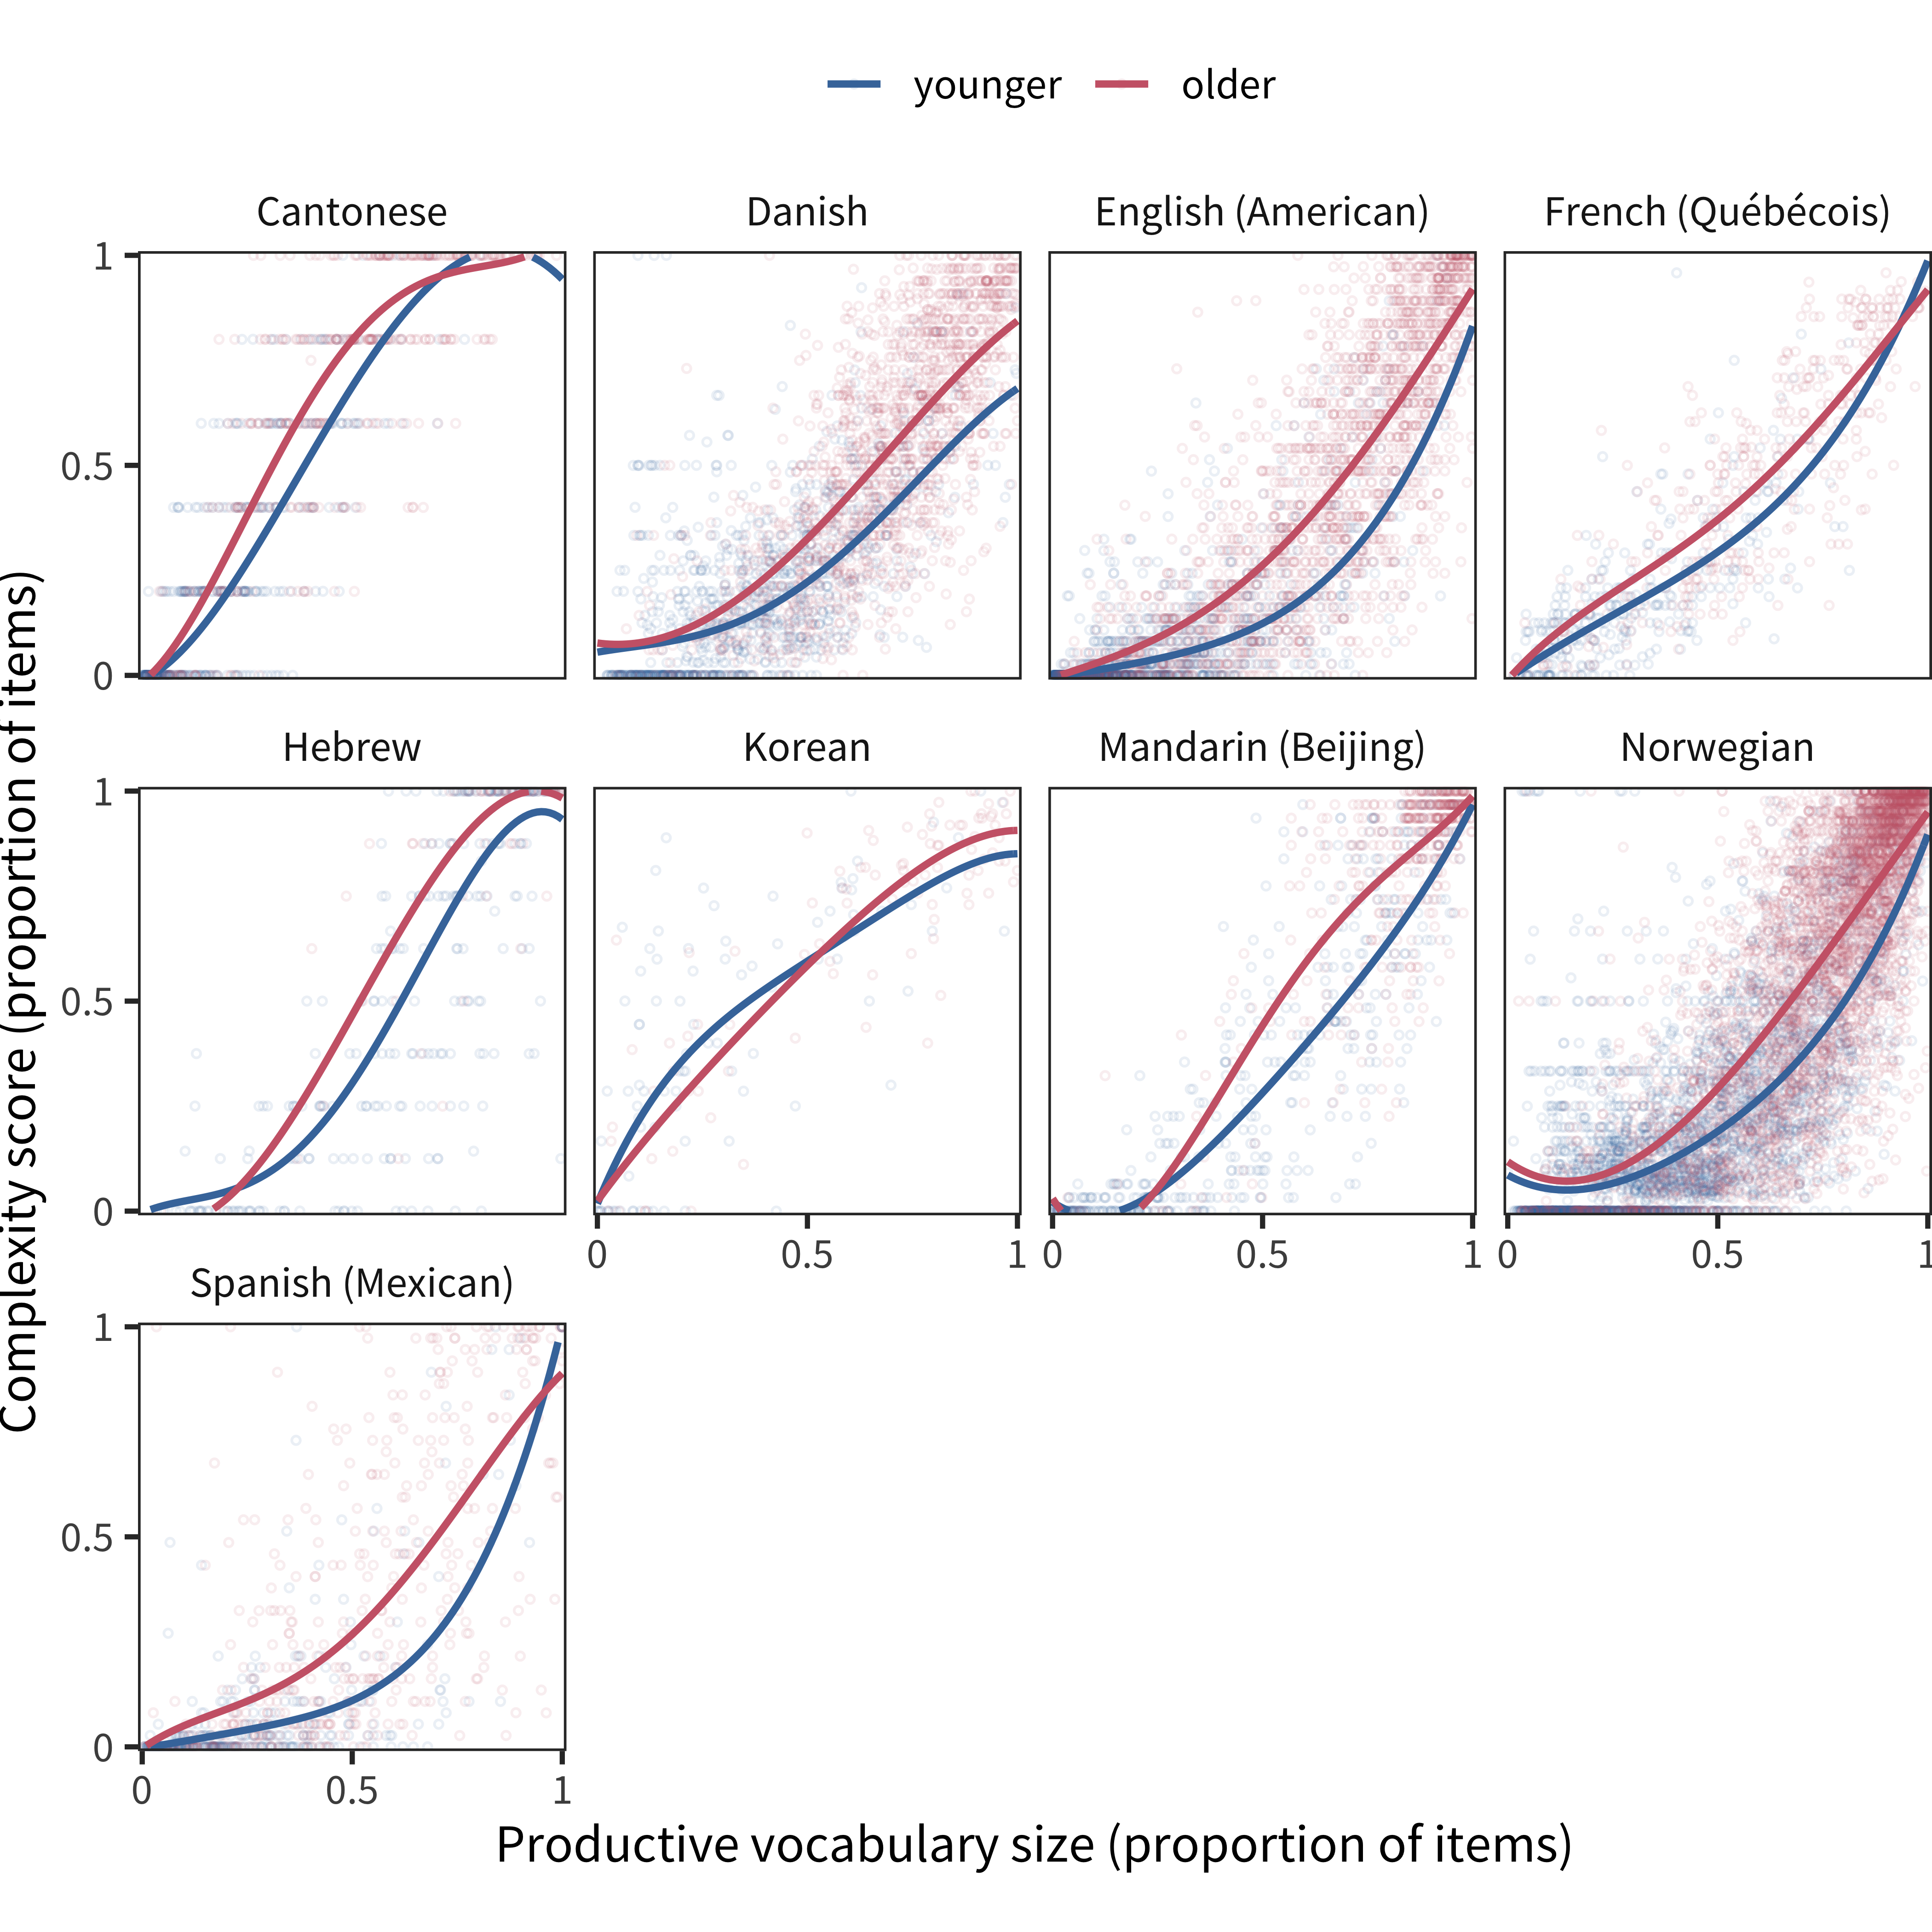 younger older
Cantonese Danish English (American) French (Québécois)
1
0.5
0
Hebrew Korean Mandarin (Beijing) Norwegian
1
0.5
0
0 0.5 1 0 0.5 1 0 0.5 1
Spanish (Mexican)
1
0.5
0
0 0.5 1
Complexity score (proportion of items)
Productive vocabulary size (proportion of items)